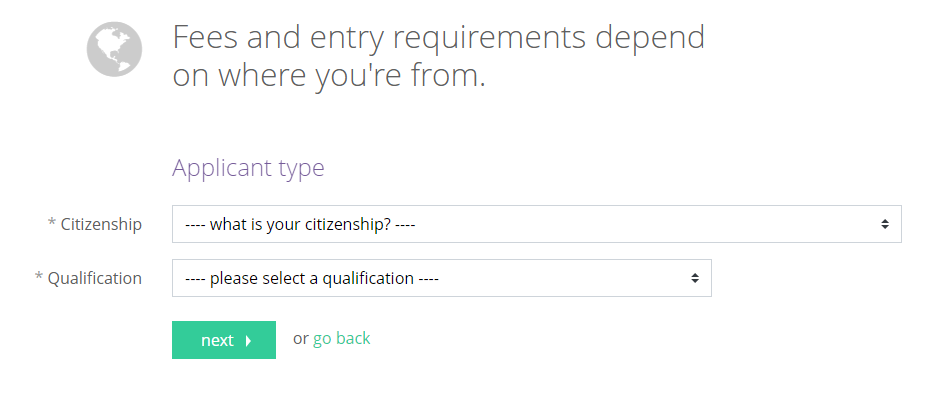 Fees and entry requirements depend
on where you're from.
Applicant type
* Citizenship
---- what is your citizenship? ----
* Qualification
---- please select a qualification ----
next
or go back